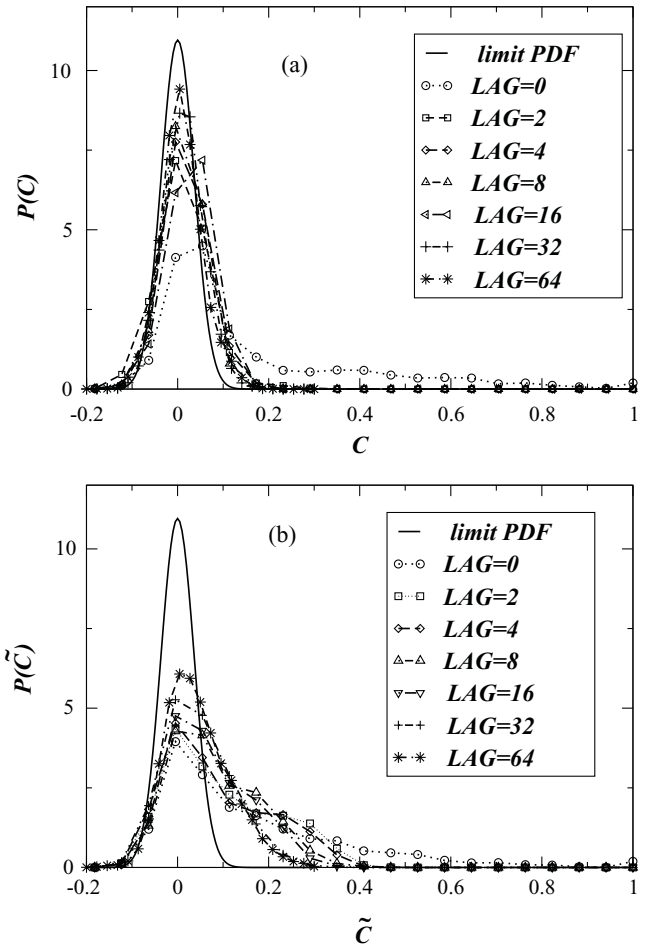 10
5
0
P(C)
(a)
limit PDF
LAG=0
LAG=2
LAG=4
LAG=8
LAG=16
LAG=32
LAG=64
-0.2 0 0.2 0.4 0.6 0.8 1
C
10
5
0
P(C̃)
(b)
limit PDF
LAG=0
LAG=2
LAG=4
LAG=8
LAG=16
LAG=32
LAG=64
-0.2 0 0.2 0.4 0.6 0.8 1
C̃